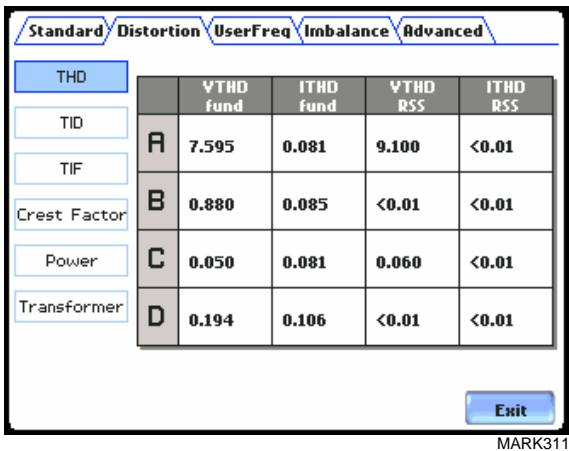 Standard Distortion UserFreq Imbalance Advanced
THD
TID
TIF
Crest Factor
Power
Transformer
VTHD fund ITHD fund VTHD RSS ITHD RSS
A 7.595 0.081 9.100 <0.01
B 0.880 0.085 <0.01 <0.01
C 0.050 0.081 0.060 <0.01
D 0.194 0.106 <0.01 <0.01
Exit
MARK311